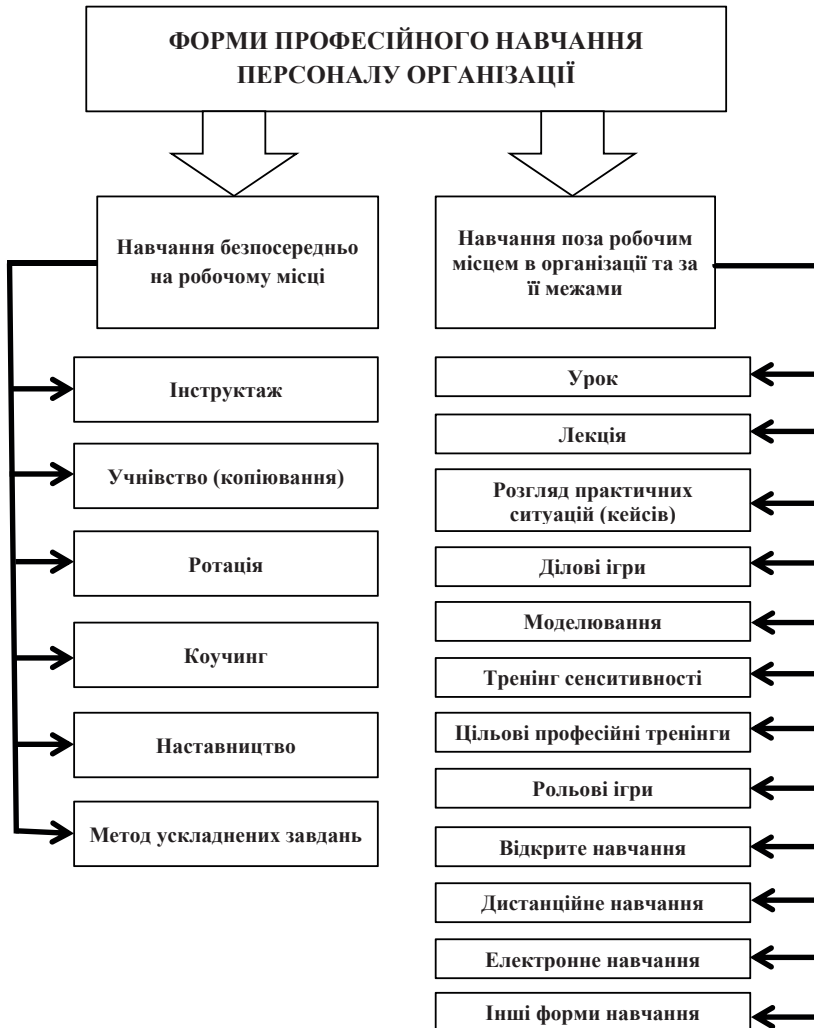 ФОРМИ ПРОФЕСІЙНОГО НАВЧАННЯ
ПЕРСОНАЛУ ОРГАНІЗАЦІЇ
Навчання безпосередньо
на робочому місці
Інструктаж
Учнівство (копіювання)
Ротація
Коучинг
Наставництво
Метод ускладнених завдань
Навчання поза робочим
місцем в організації та за
її межами
Урок
Лекція
Розгляд практичних
ситуацій (кейсів)
Ділові ігри
Моделювання
Тренінг сенситивності
Цільові професійні тренінги
Рольові ігри
Відкрите навчання
Дистанційне навчання
Електронне навчання
Інші форми навчання